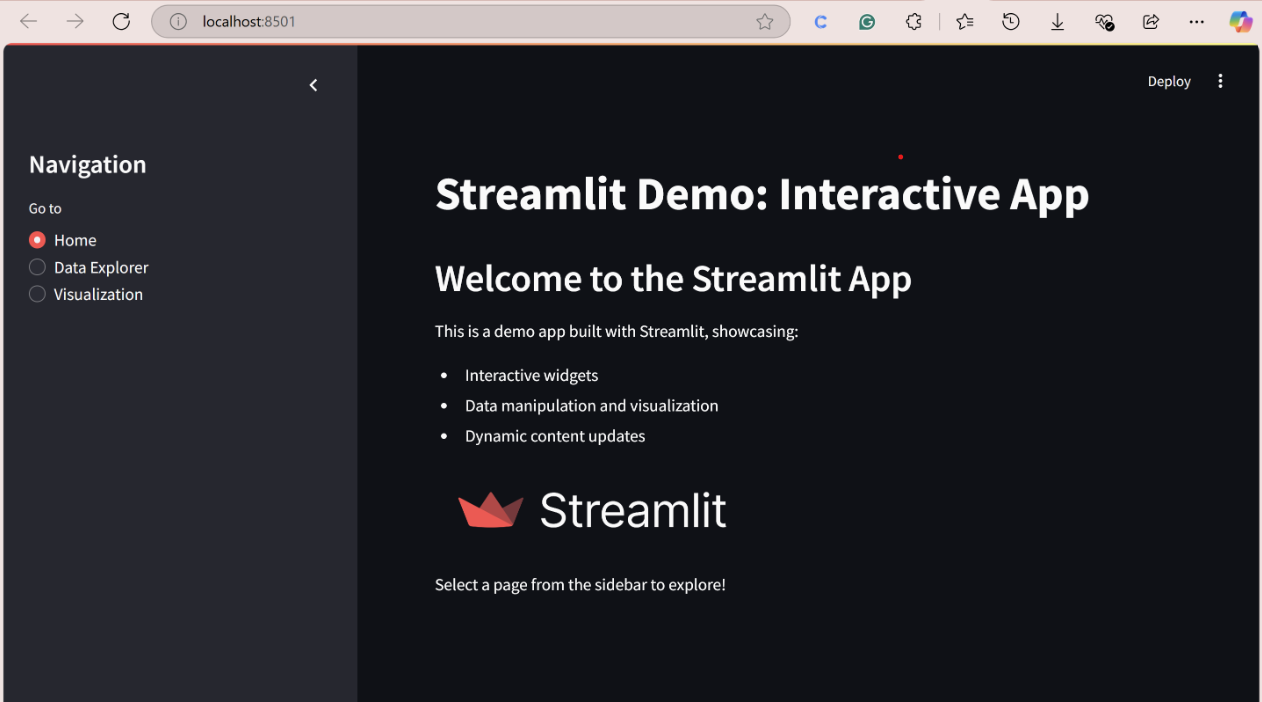 localhost:8501
Deploy
Navigation
Go to
Home
Data Explorer
Visualization
Streamlit Demo: Interactive App
Welcome to the Streamlit App
This is a demo app built with Streamlit, showcasing:
• Interactive widgets
• Data manipulation and visualization
• Dynamic content updates
Streamlit
Select a page from the sidebar to explore!